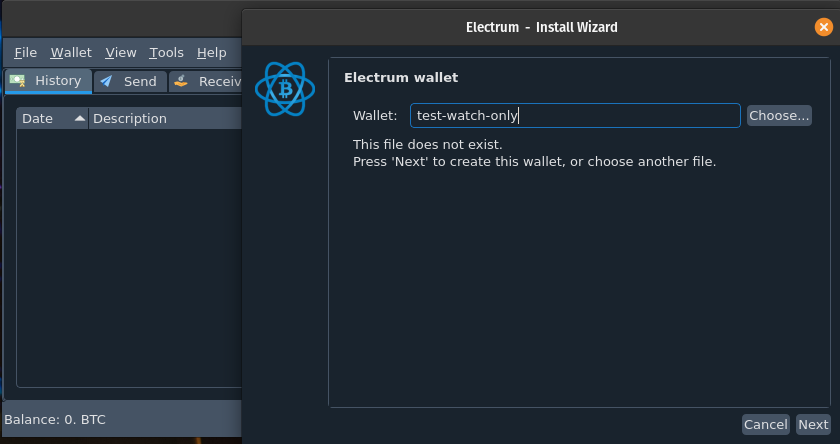 Electrum - Install Wizard
File Wallet View Tools Help
History Send Receiv
Date Description
Electrum wallet
Wallet: test-watch-only Choose...
This file does not exist.
Press 'Next' to create this wallet, or choose another file.
Balance: 0. BTC
Cancel Next